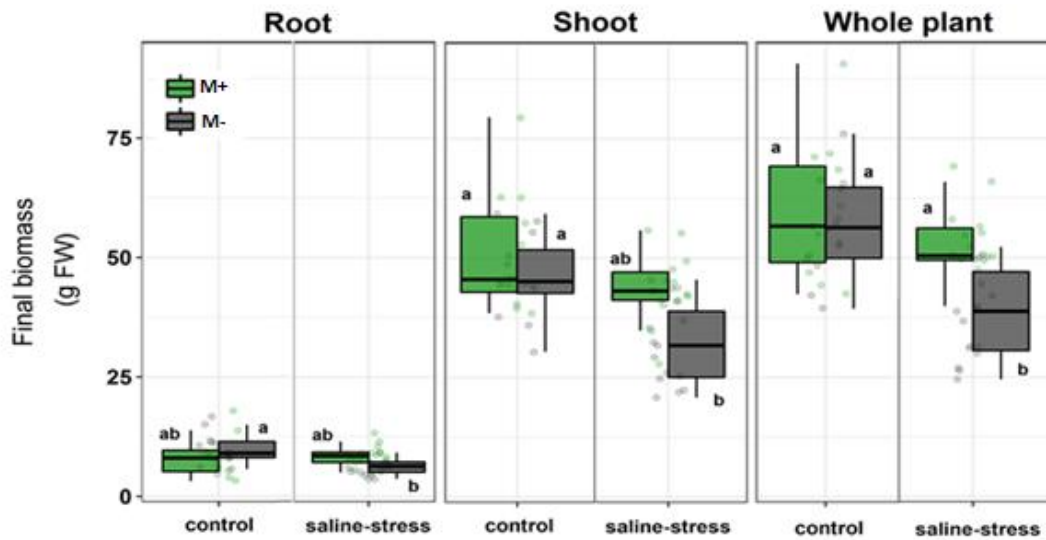 Root
Shoot
Whole plant
M+
M-
Final biomass
(g FW)
75
50
25
0
ab
a
ab
b
a
a
ab
b
a
a
a
b
control
saline-stress
control
saline-stress
control
saline-stress